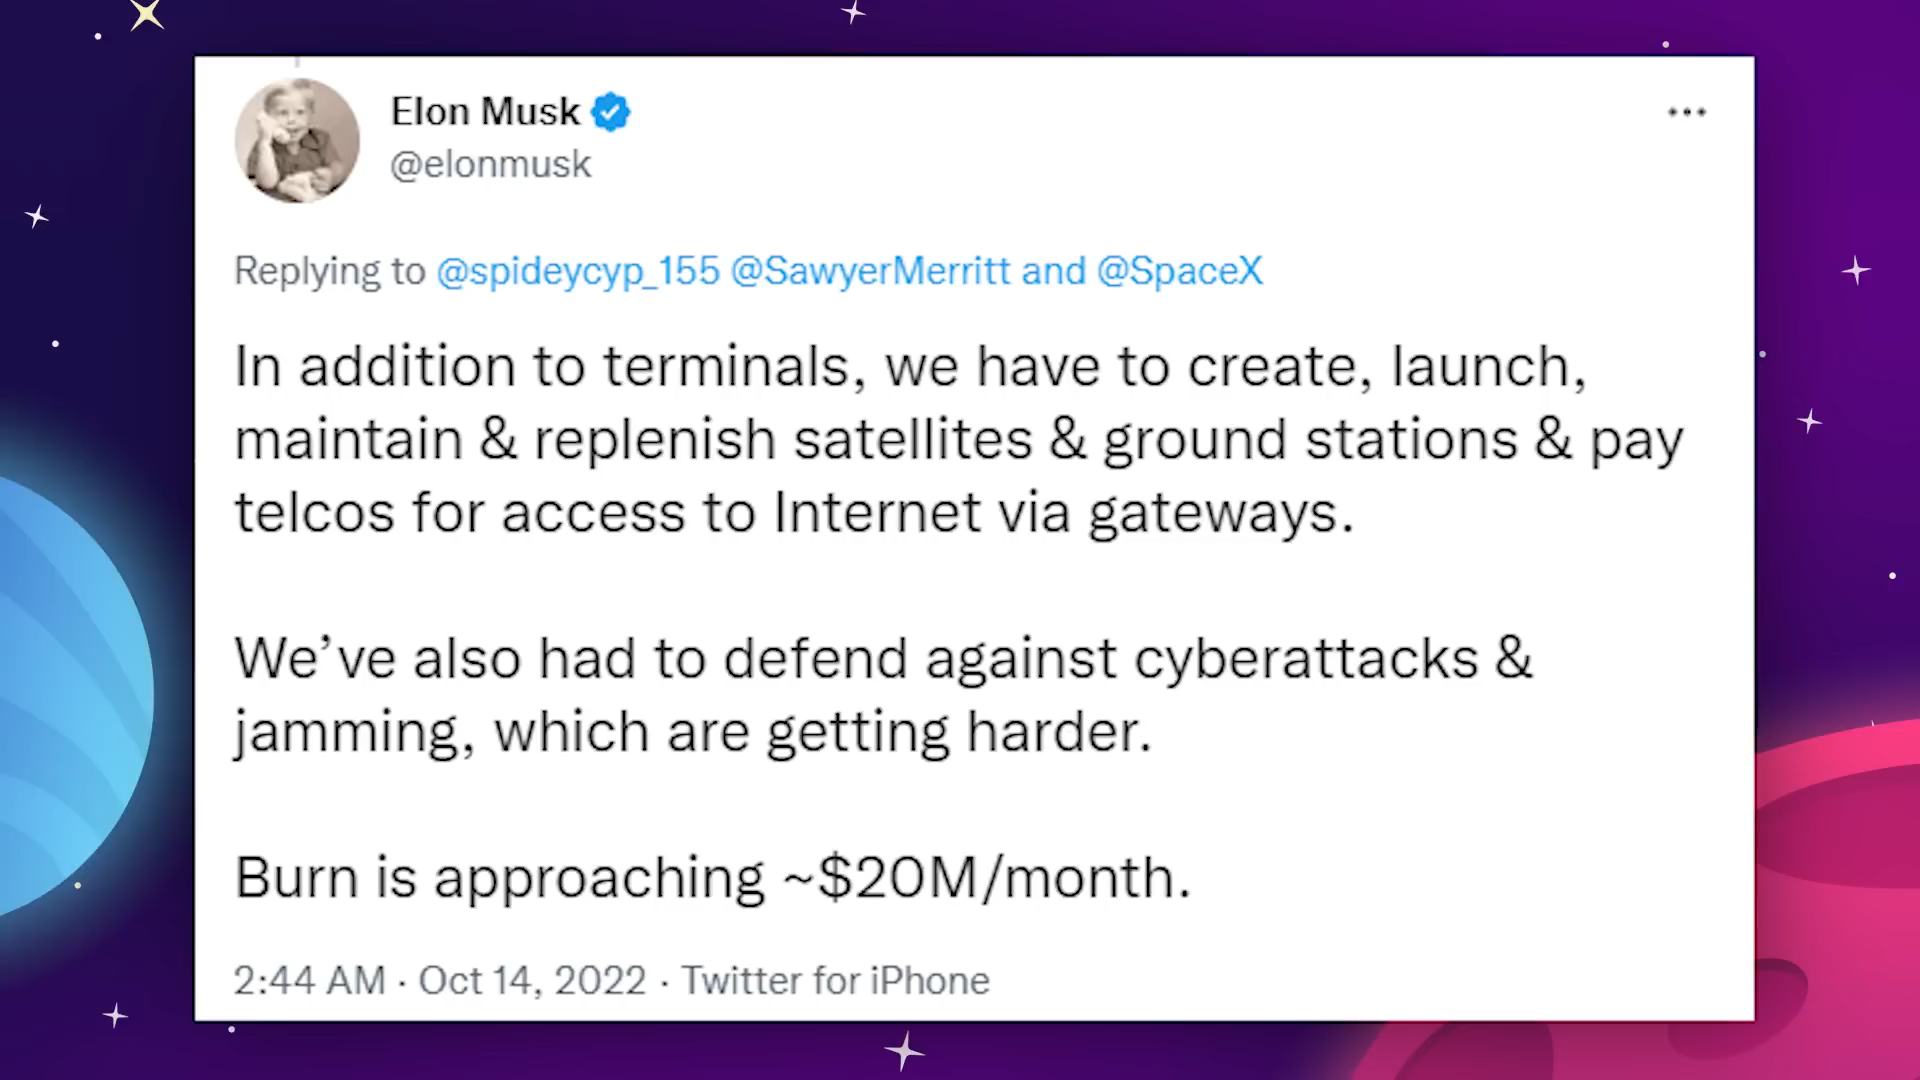 Elon Musk
@elonmusk
Replying to @spideycyp_155 @SawyerMerritt and @SpaceX
In addition to terminals, we have to create, launch,
maintain & replenish satellites & ground stations & pay
telcos for access to Internet via gateways.
We’ve also had to defend against cyberattacks &
jamming, which are getting harder.
Burn is approaching ~$20M/month.
2:44 AM · Oct 14, 2022 · Twitter for iPhone